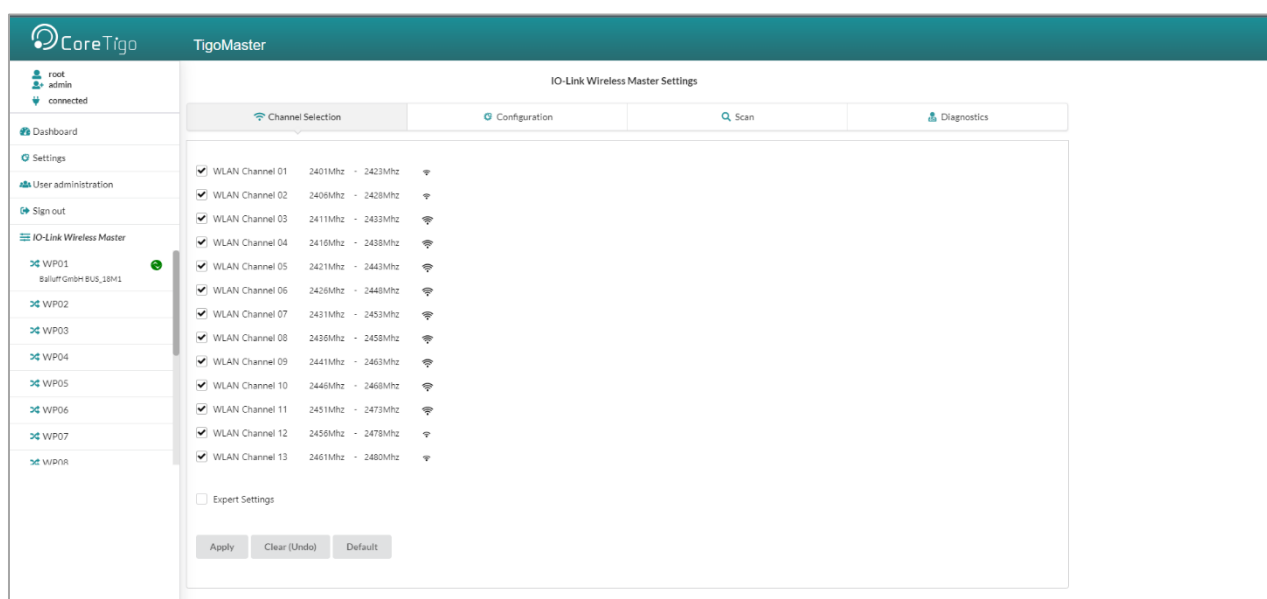 CoreTigo
TigoMaster
root
admin
connected
Dashboard
Settings
User administration
Sign out
IO-Link Wireless Master
WP01
Balluff GmbH BUS_18M1
WP02
WP03
WP04
WP05
WP06
WP07
WP08
IO-Link Wireless Master Settings
Channel Selection Configuration Scan Diagnostics
WLAN Channel 01 2401Mhz - 2423Mhz
WLAN Channel 02 2406Mhz - 2428Mhz
WLAN Channel 03 2411Mhz - 2433Mhz
WLAN Channel 04 2416Mhz - 2438Mhz
WLAN Channel 05 2421Mhz - 2443Mhz
WLAN Channel 06 2426Mhz - 2448Mhz
WLAN Channel 07 2431Mhz - 2453Mhz
WLAN Channel 08 2436Mhz - 2458Mhz
WLAN Channel 09 2441Mhz - 2463Mhz
WLAN Channel 10 2446Mhz - 2468Mhz
WLAN Channel 11 2451Mhz - 2473Mhz
WLAN Channel 12 2456Mhz - 2478Mhz
WLAN Channel 13 2461Mhz - 2480Mhz
Expert Settings
Apply Clear (Undo) Default